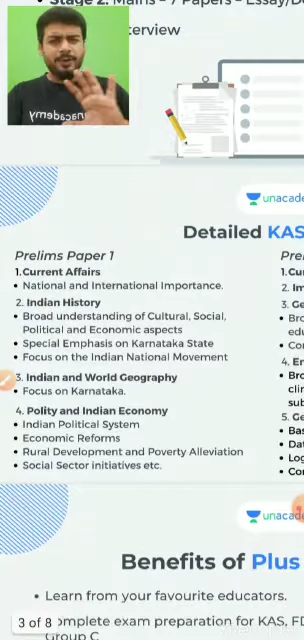 Stage 2: Mains – 7 Papers – Essay/D
terview
unacademy
unacade
Detailed KAS
Prelims Paper 1
1.Current Affairs
• National and International Importance.
2. Indian History
• Broad understanding of Cultural, Social,
Political and Economic aspects
• Special Emphasis on Karnataka State
• Focus on the Indian National Movement
3. Indian and World Geography
• Focus on Karnataka.
4. Polity and Indian Economy
• Indian Political System
• Economic Reforms
• Rural Development and Poverty Alleviation
• Social Sector initiatives etc.
Pre
1.Cu
2. Im
3. Ge
• Bro
edu
• Co
4. En
• Bro
clin
sub
5. Ge
• Bas
• Dat
• Log
• Con
unacade
Benefits of Plus
• Learn from your favourite educators.
3 of 8
omplete exam preparation for KAS, FD
Group C